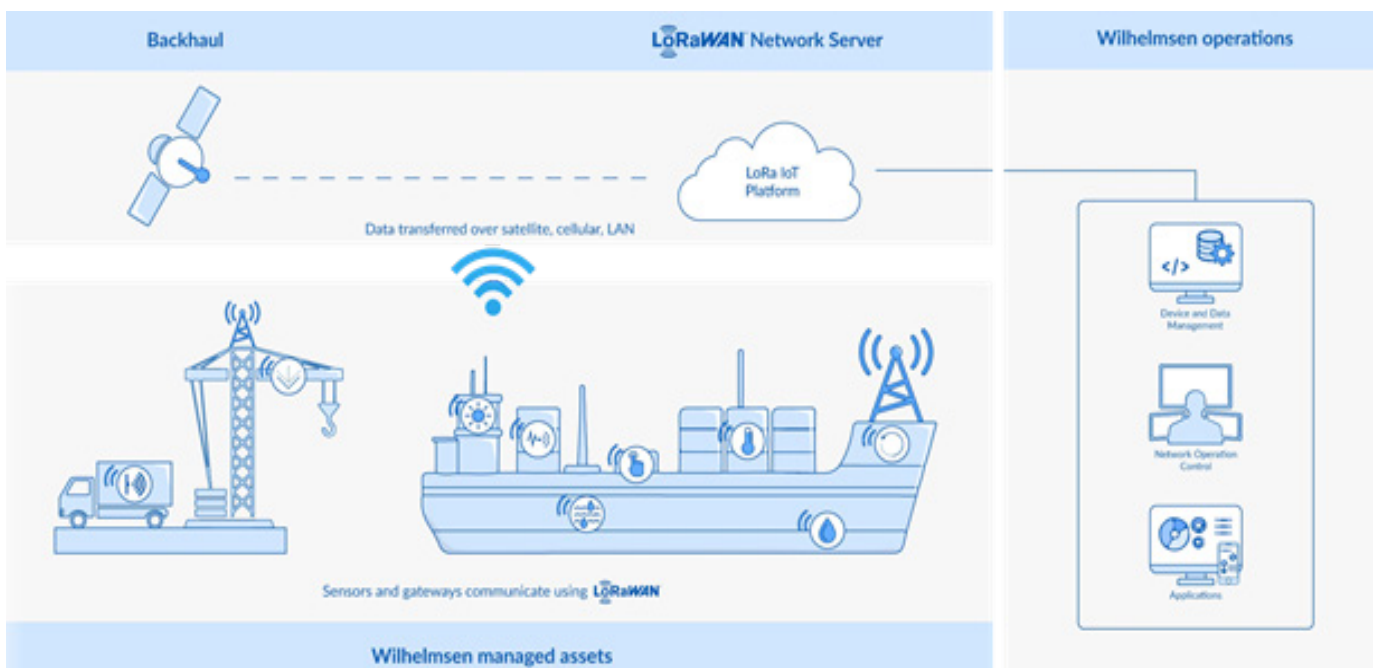 Backhaul
LoRaWAN Network Server
Wilhelmsen operations
LoRa IoT
Platform
Data transferred over satellite, cellular, LAN
</>
Device and Data
Management
Network Operation
Control
Applications
Sensors and gateways communicate using LoRaWAN
Wilhelmsen managed assets